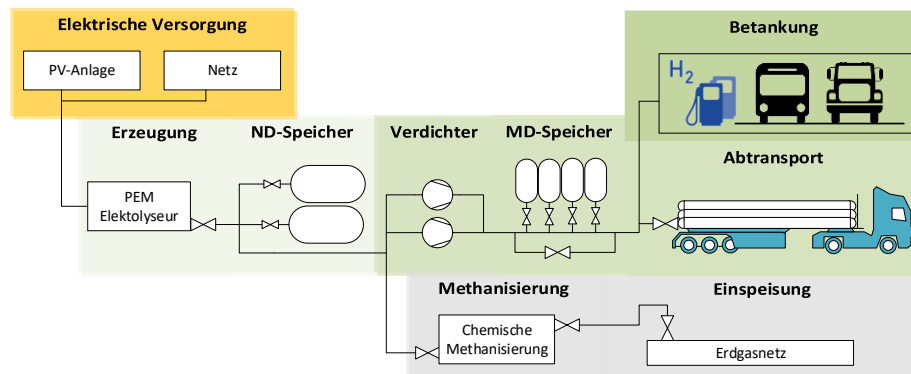 Elektrische Versorgung
PV-Anlage
Netz
Betankung
H2
Erzeugung
ND-Speicher
Verdichter
MD-Speicher
Abtransport
PEM
Elektolyseur
Methanisierung
Einspeisung
Chemische
Methanisierung
Erdgasnetz